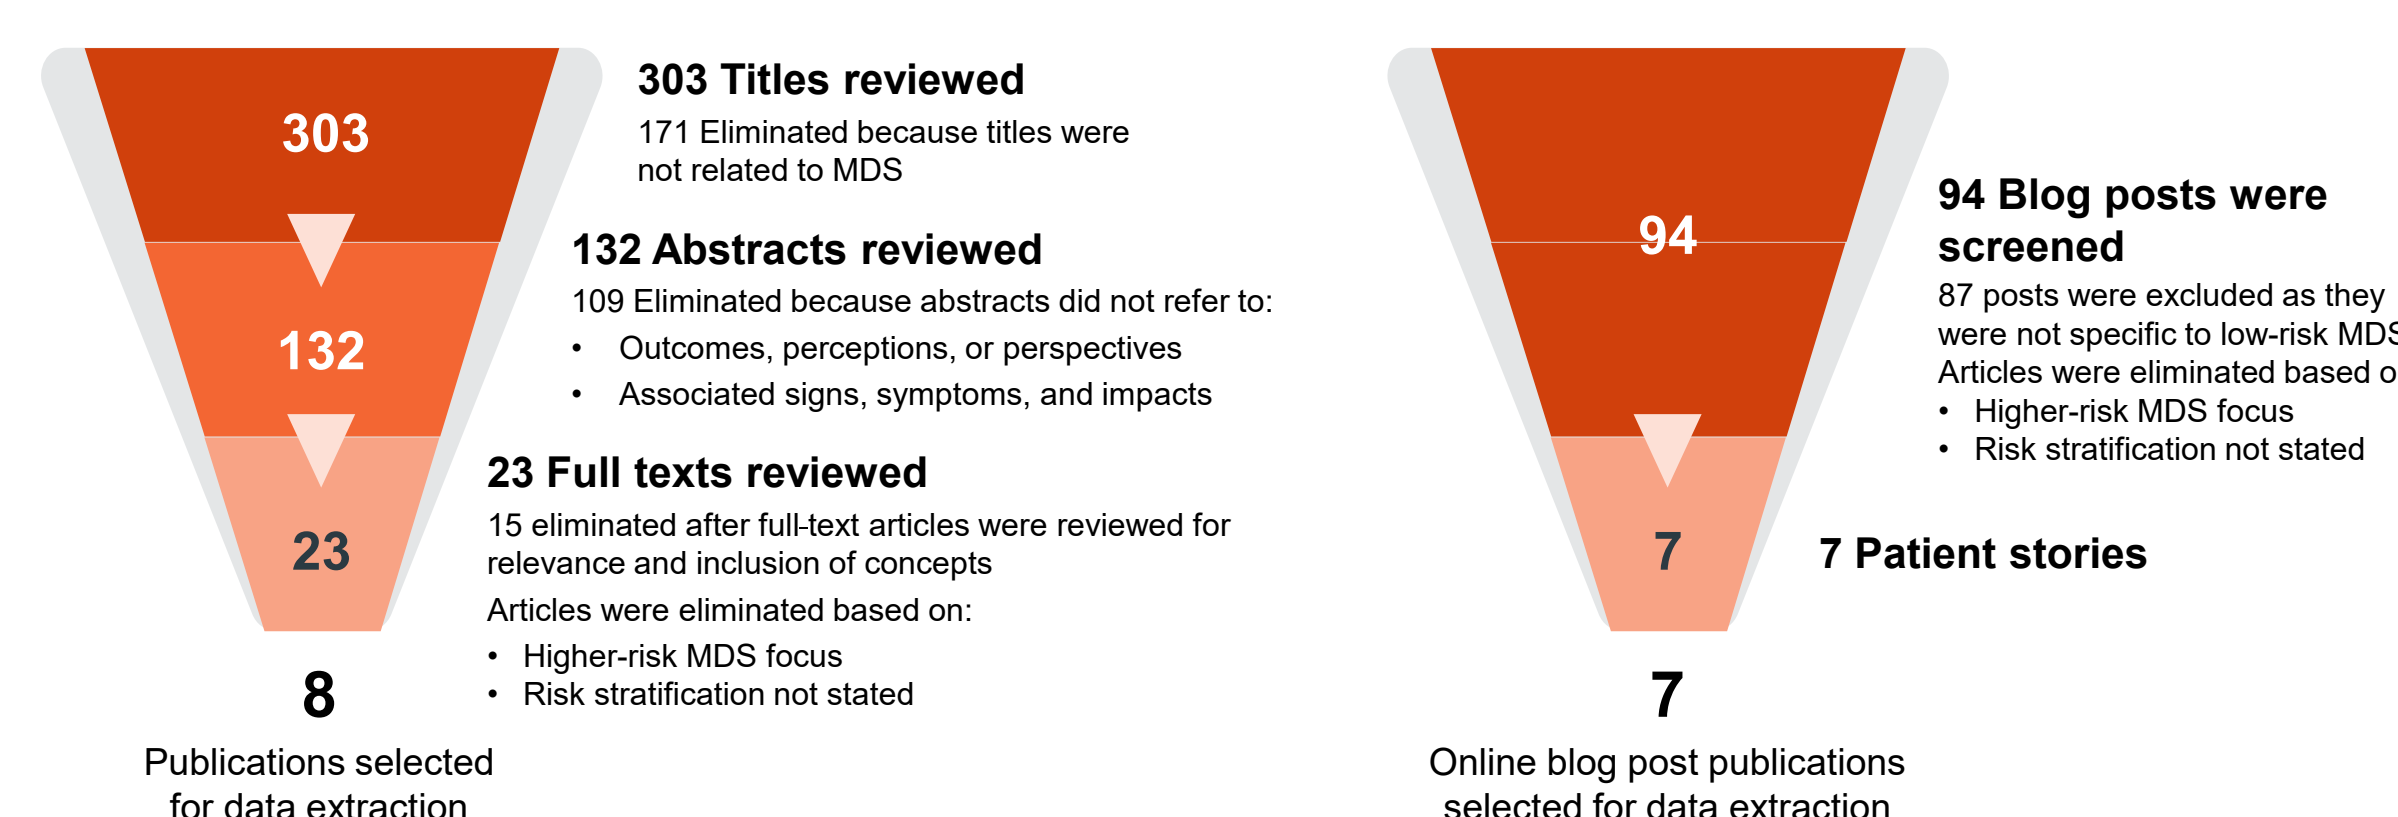 303
303 Titles reviewed
171 Eliminated because titles were
not related to MDS
132
132 Abstracts reviewed
109 Eliminated because abstracts did not refer to:
• Outcomes, perceptions, or perspectives
• Associated signs, symptoms, and impacts
23
23 Full texts reviewed
15 eliminated after full-text articles were reviewed for
relevance and inclusion of concepts
Articles were eliminated based on:
• Higher-risk MDS focus
• Risk stratification not stated
8
Publications selected
for data extraction
94
94 Blog posts were
screened
87 posts were excluded as they
were not specific to low-risk MDS
Articles were eliminated based o
• Higher-risk MDS focus
• Risk stratification not stated
7
7 Patient stories
7
Online blog post publications
selected for data extraction